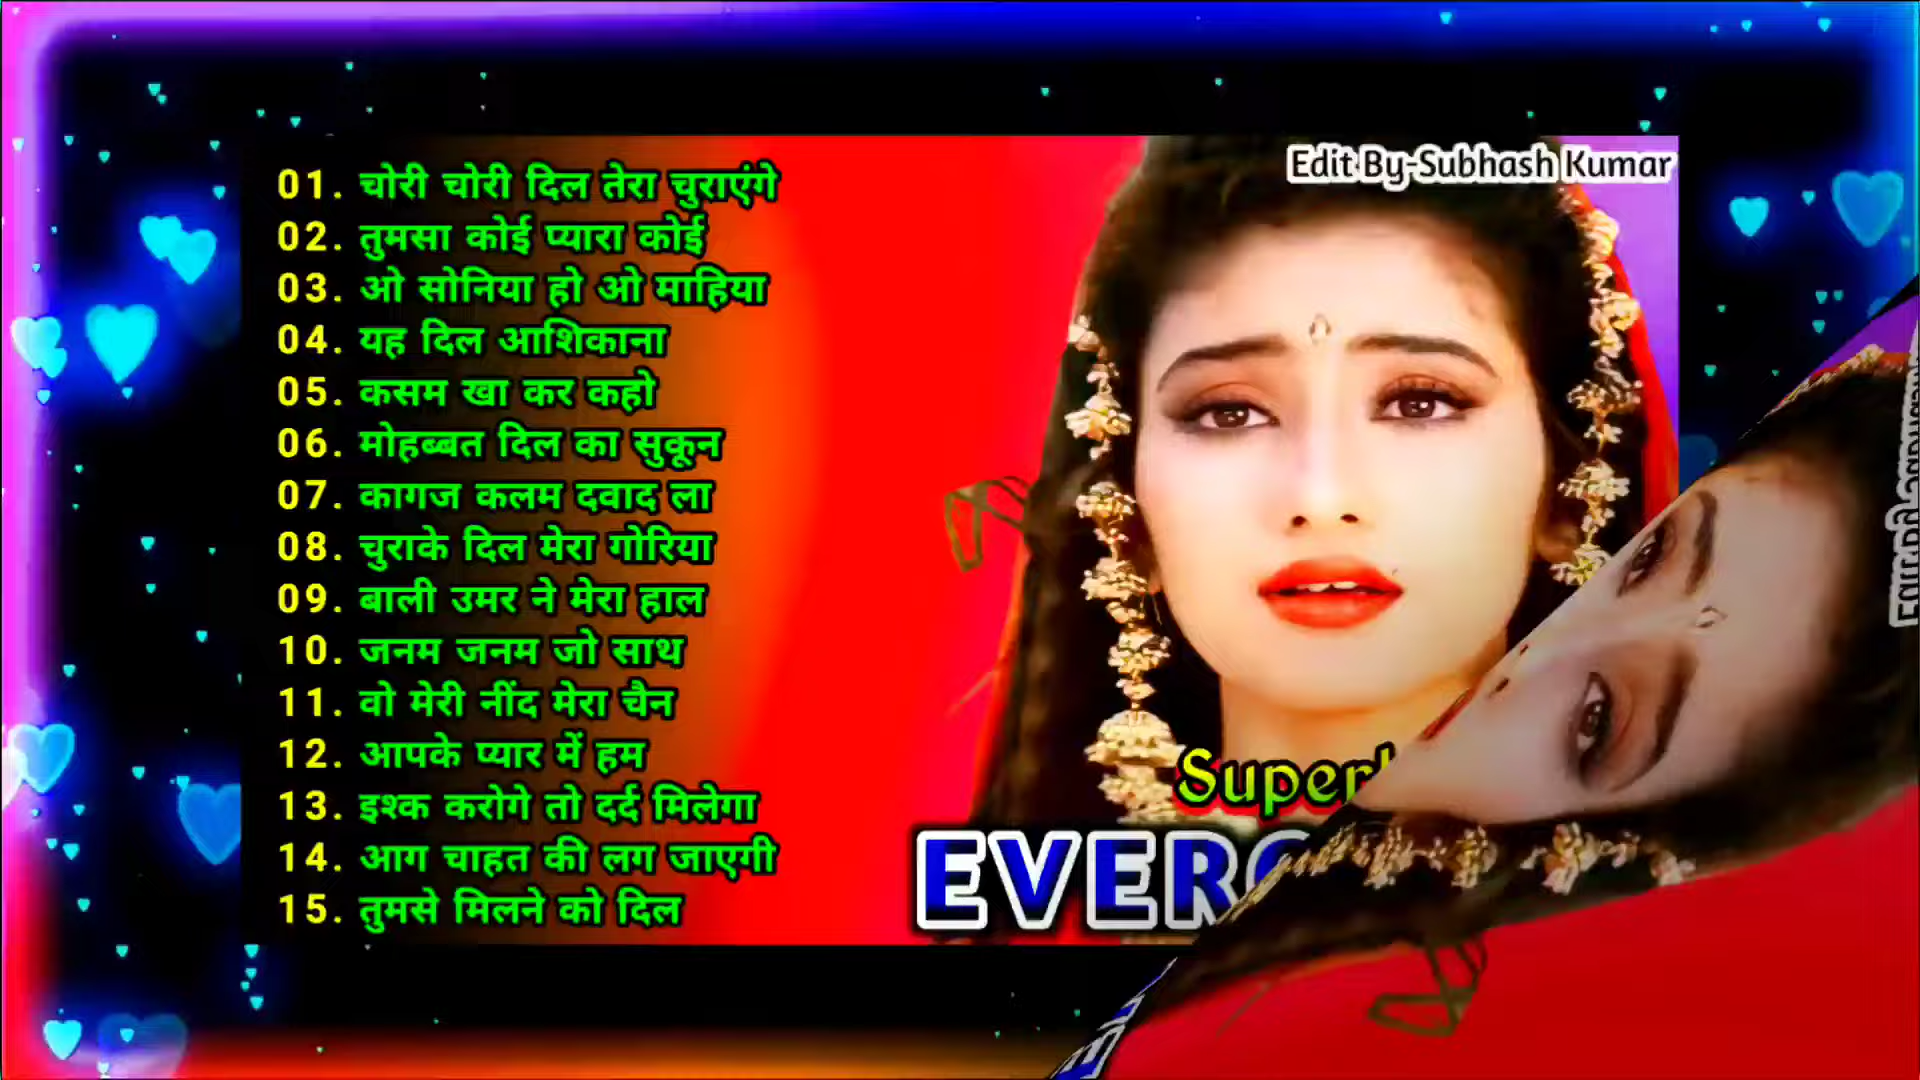 Edit By-Subhash Kumar
01. चोरी चोरी दिल तेरा चुराएंगे
02. तुमसा कोई प्यारा कोई
03. ओ सोनिया हो ओ माहिया
04. यह दिल आशिकाना
05. कसम खा कर कहो
06. मोहब्बत दिल का सुकून
07. कागज कलम दवाद ला
08. चुराके दिल मेरा गोरिया
09. बाली उमर ने मेरा हाल
10. जनम जनम जो साथ
11. वो मेरी नींद मेरा चैन
12. आपके प्यार में हम
13. इश्क करोगे तो दर्द मिलेगा
14. आग चाहत की लग जाएगी
15. तुमसे मिलने को दिल
Super
EVER